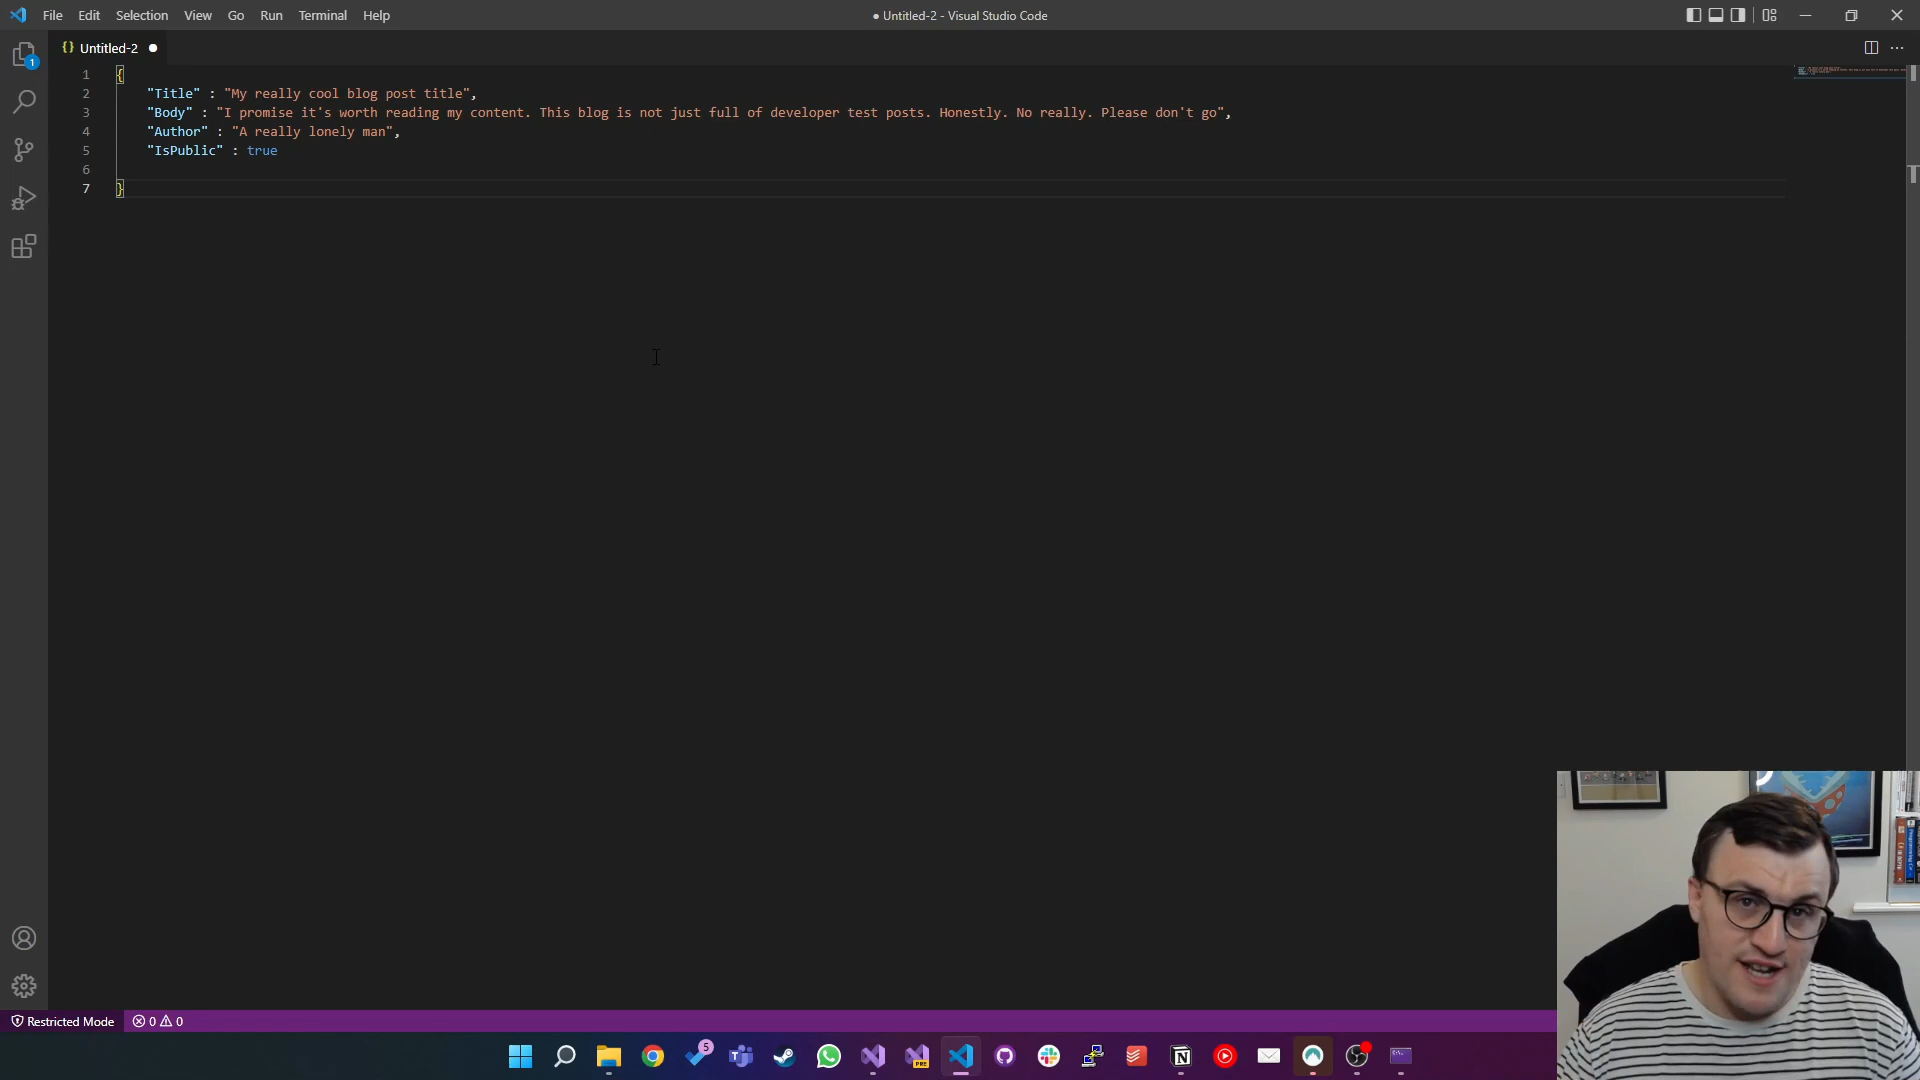 File Edit Selection View Go Run Terminal Help
● Untitled-2 - Visual Studio Code
{} Untitled-2 ●
1 {
2 "Title" : "My really cool blog post title",
3 "Body" : "I promise it's worth reading my content. This blog is not just full of developer test posts. Honestly. No really. Please don't go",
4 "Author" : "A really lonely man",
5 "IsPublic" : true
6
7 }
1
Restricted Mode 0 0
5
PRE